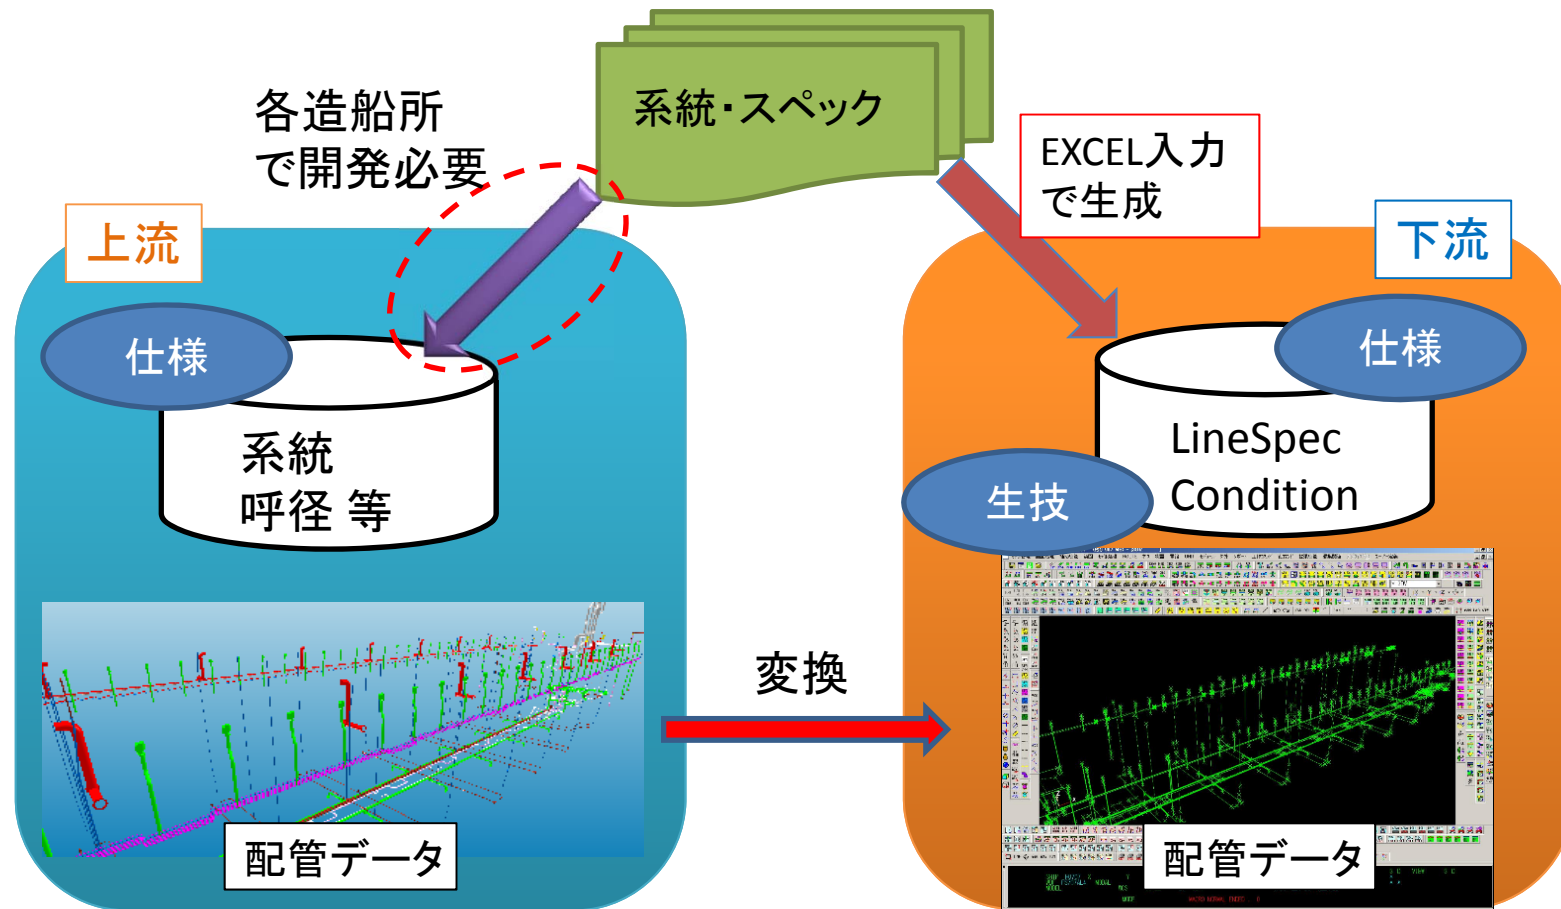 系統・スペック
各造船所
で開発必要
EXCEL入力
で生成
上流
下流
仕様
仕様
系統
呼径 等
LineSpec
Condition
生技
変換
配管データ
配管データ